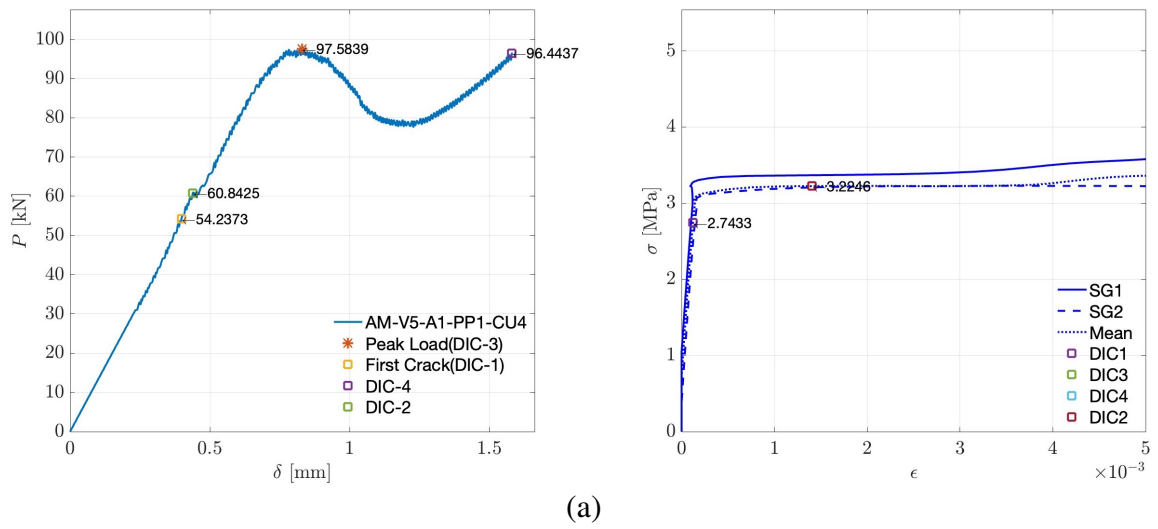 100
90
80
70
60
50
40
30
20
10
0
0
0.5
1
1.5
P [kN]
δ [mm]
97.5839
96.4437
60.8425
54.2373
AM-V5-A1-PP1-CU4
Peak Load(DIC-3)
First Crack(DIC-1)
DIC-4
DIC-2
5
4
3
2
1
0
0
1
2
3
4
5
×10⁻³
σ [MPa]
ϵ
3.2246
2.7433
SG1
SG2
Mean
DIC1
DIC3
DIC4
DIC2
(a)